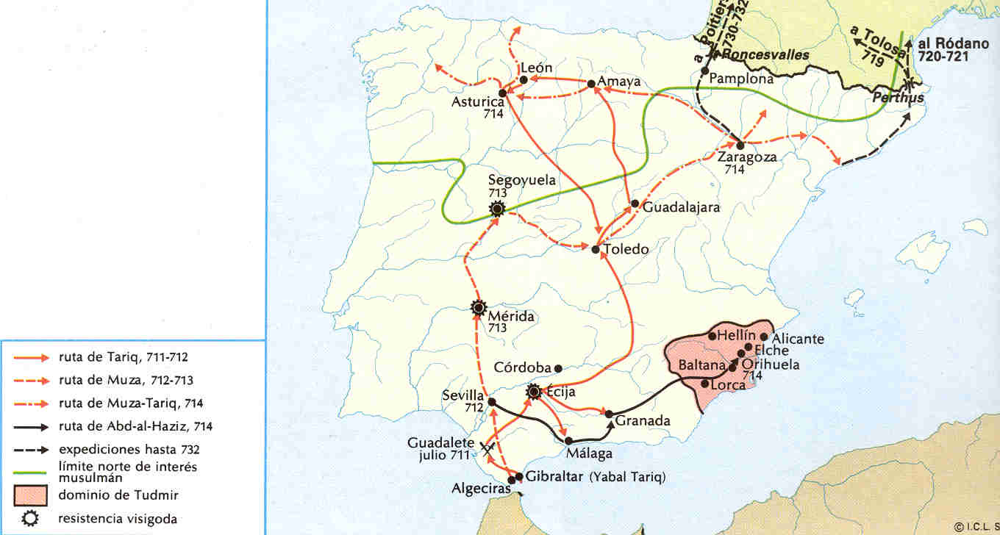 a Poitiers
730-732
a Tolosa
719
al Ródano
720-721
Roncesvalles
Pamplona
Perthus
León
Amaya
Asturica
714
Zaragoza
714
Segoyuela
713
Guadalajara
Toledo
Mérida
713
Hellín
Alicante
Elche
Baltana
Orihuela
714
Lorca
Córdoba
Écija
Sevilla
712
Granada
Guadalete
julio 711
Málaga
Gibraltar (Yabal Tariq)
Algeciras
ruta de Tariq, 711-712
ruta de Muza, 712-713
ruta de Muza-Tariq, 714
ruta de Abd-al-Haziz, 714
expediciones hasta 732
límite norte de interés
musulmán
dominio de Tudmir
resistencia visigoda
© I.C.L. S